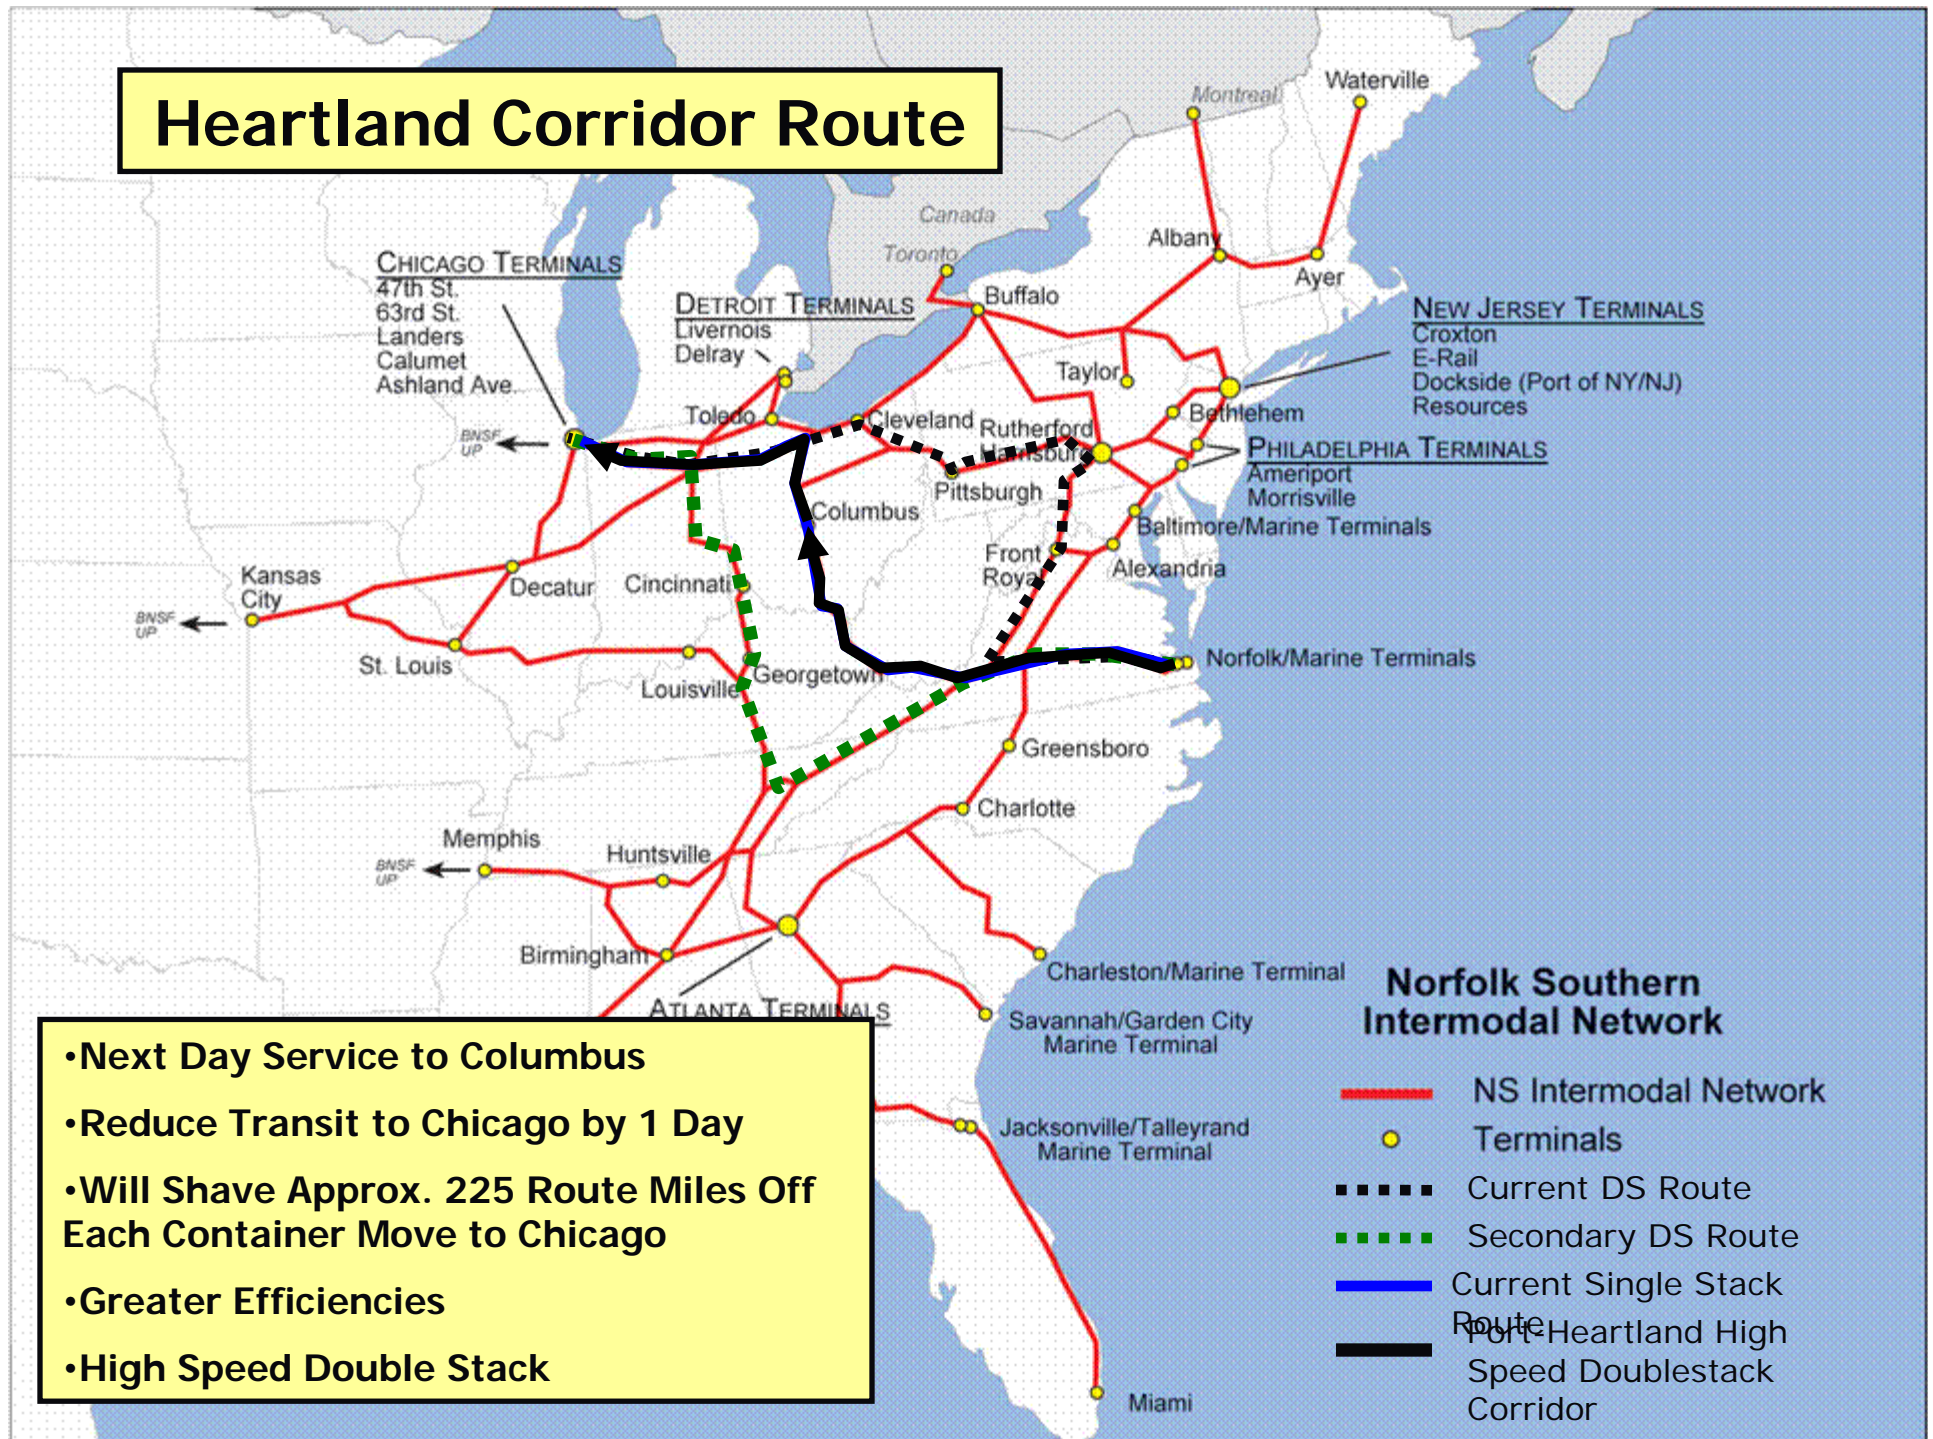 Heartland Corridor Route
Waterville
Montreal
Canada
Toronto
Albany
Ayer
CHICAGO TERMINALS
47th St.
63rd St.
Landers
Calumet
Ashland Ave.
DETROIT TERMINALS
Livernois
Delray
Buffalo
NEW JERSEY TERMINALS
Croxton
E-Rail
Dockside (Port of NY/NJ)
Resources
Taylor
Toledo
Cleveland
Rutherford
Harrisburg
Bethlehem
BNSF
UP
PHILADELPHIA TERMINALS
Ameriport
Morrisville
Pittsburgh
Columbus
Baltimore/Marine Terminals
Front
Royal
Alexandria
Kansas
City
Decatur
Cincinnati
BNSF
UP
St. Louis
Louisville
Georgetown
Norfolk/Marine Terminals
Greensboro
Charlotte
Memphis
Huntsville
BNSF
UP
Birmingham
Charleston/Marine Terminal
ATLANTA TERMINALS
Savannah/Garden City
Marine Terminal
Jacksonville/Talleyrand
Marine Terminal
Miami
•Next Day Service to Columbus
•Reduce Transit to Chicago by 1 Day
•Will Shave Approx. 225 Route Miles Off
Each Container Move to Chicago
•Greater Efficiencies
•High Speed Double Stack
Norfolk Southern
Intermodal Network
NS Intermodal Network
Terminals
Current DS Route
Secondary DS Route
Current Single Stack
Route
Port-Heartland High
Speed Doublestack
Corridor